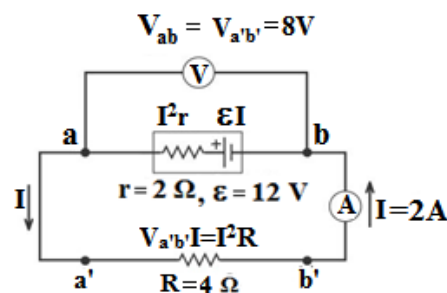 Vab = Va'b' = 8V
V
I²r εI
a b
+
r = 2 Ω, ε = 12 V
I
A
I = 2A
Va'b'I=I²R
a' b'
R = 4 Ω